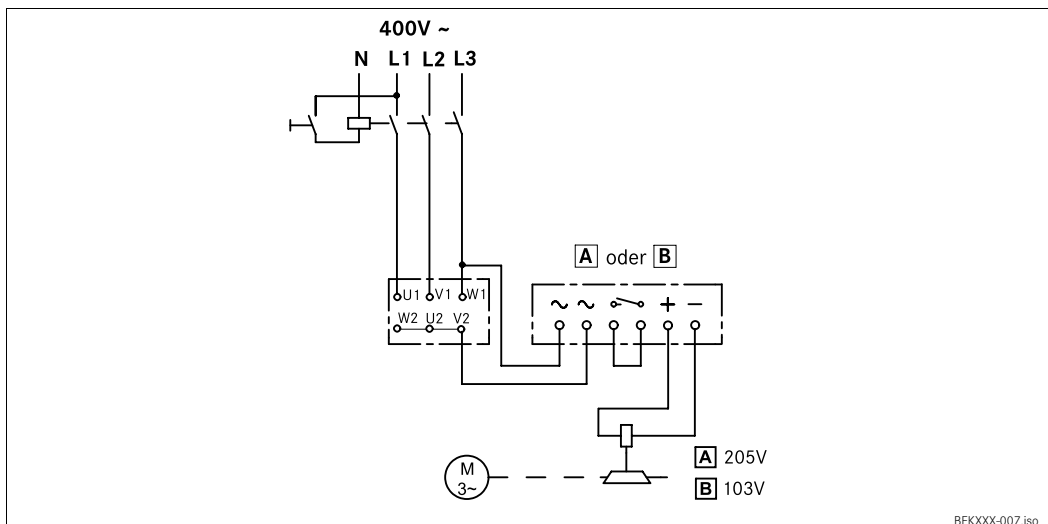 400V ~
N L1 L2 L3
A oder B
U1 V1 W1
~ ~ + −
W2 U2 V2
A 205V
M
3~
B 103V
BEKXXX-007.iso